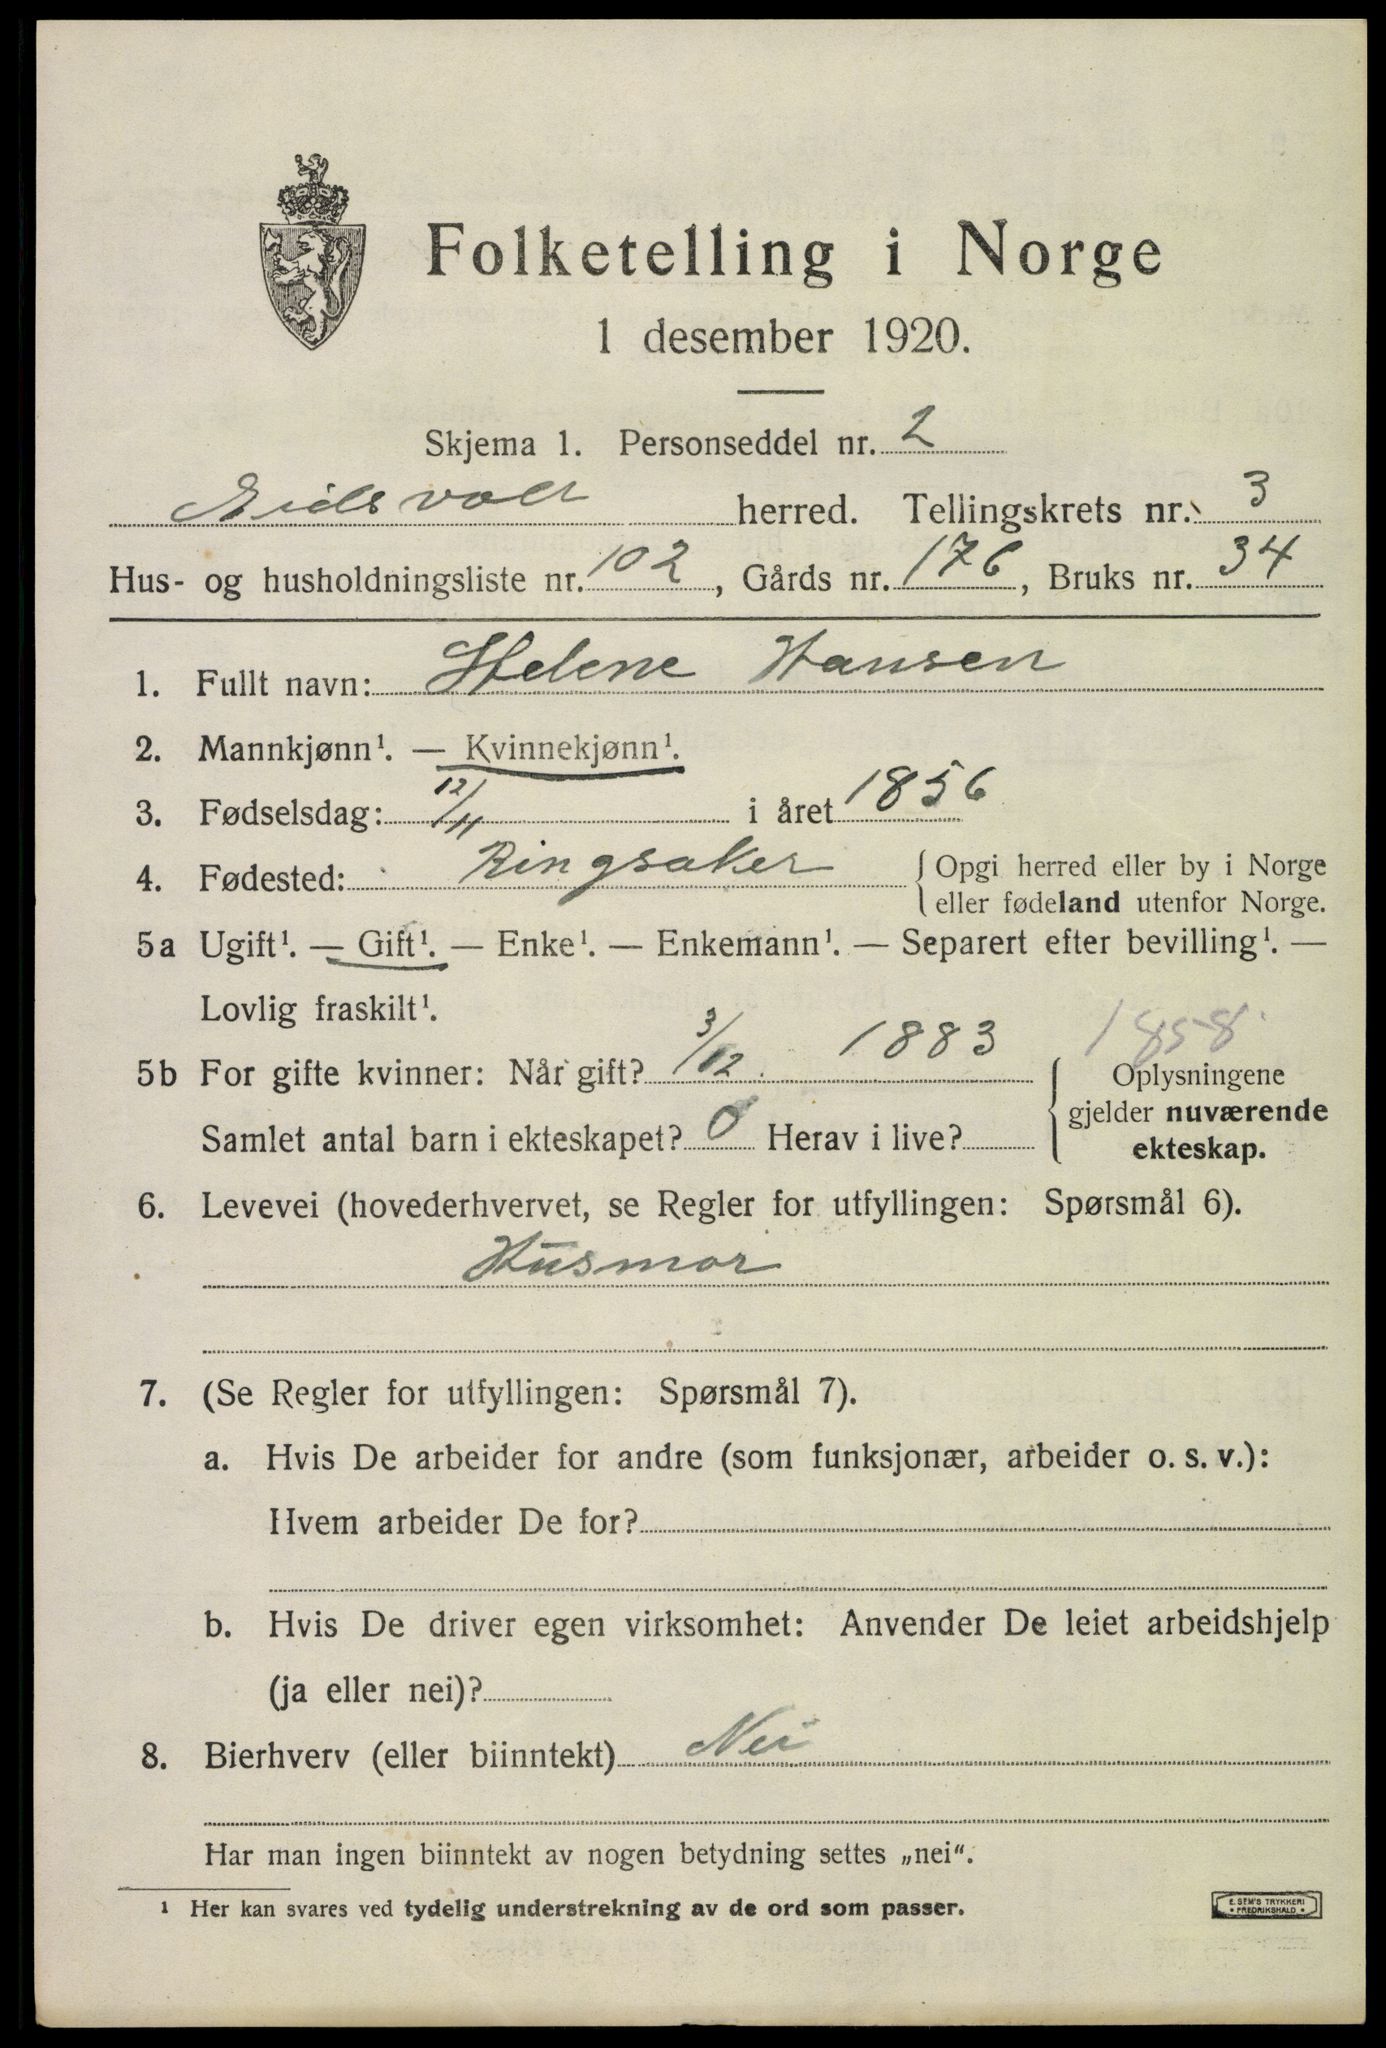 Folketelling i Norge
1 desember 1920.
Skjema 1. Personseddel nr. 2
Eidsvoll herred. Tellingskrets nr. 3
Hus- og husholdningsliste nr. 102, Gårds nr. 176, Bruks nr. 34
1. Fullt navn: Helene Hansen
2. Mannkjønn¹. — Kvinnekjønn¹.
3. Fødselsdag: 12/11 i året 1856
4. Fødested: Ringsaker { Opgi herred eller by i Norge
eller fødeland utenfor Norge.
5a Ugift¹. — Gift¹. — Enke¹. — Enkemann¹. — Separert efter bevilling¹. —
Lovlig fraskilt¹.
1858.
5b For gifte kvinner: Når gift? 3/12 1883 { Oplysningene
gjelder nuværende
Samlet antal barn i ekteskapet? 0 Herav i live?
ekteskap.
6. Levevei (hovederhvervet, se Regler for utfyllingen: Spørsmål 6).
Husmor
7. (Se Regler for utfyllingen: Spørsmål 7).
a. Hvis De arbeider for andre (som funksjonær, arbeider o. s. v.):
Hvem arbeider De for?
b. Hvis De driver egen virksomhet: Anvender De leiet arbeidshjelp
(ja eller nei)?
8. Bierhverv (eller biinntekt) Nei
Har man ingen biinntekt av nogen betydning settes „nei“.
¹ Her kan svares ved tydelig understrekning av de ord som passer.
E. SEM'S TRYKKERI
• FREDRIKSHALD •